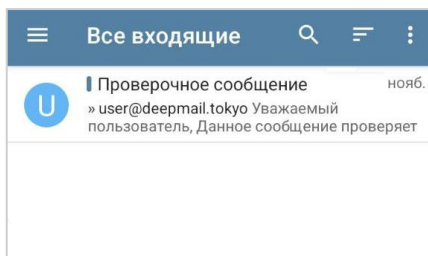 Все входящие
U
Проверочное сообщение нояб.
» user@deepmail.tokyo Уважаемый
пользователь, Данное сообщение проверяет